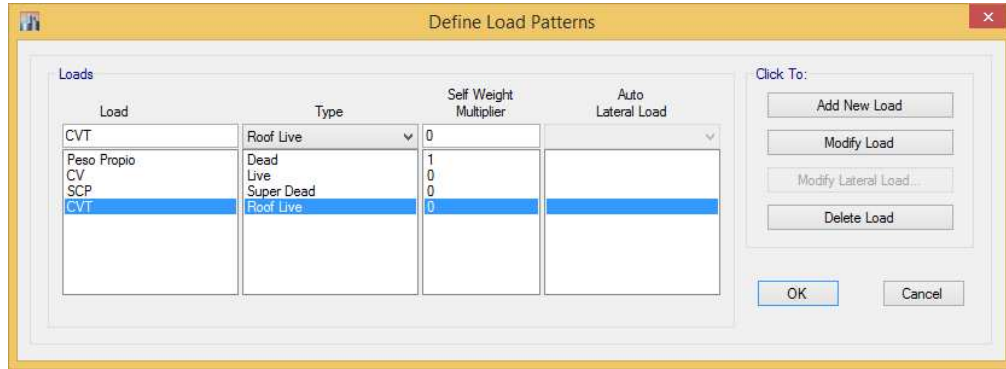 Define Load Patterns
Loads
Click To:
Load Type Self Weight Multiplier Auto Lateral Load
CVT Roof Live 0
Peso Propio Dead 1
CV Live 0
SCP Super Dead 0
CVT Roof Live 0
Add New Load
Modify Load
Modify Lateral Load...
Delete Load
OK Cancel